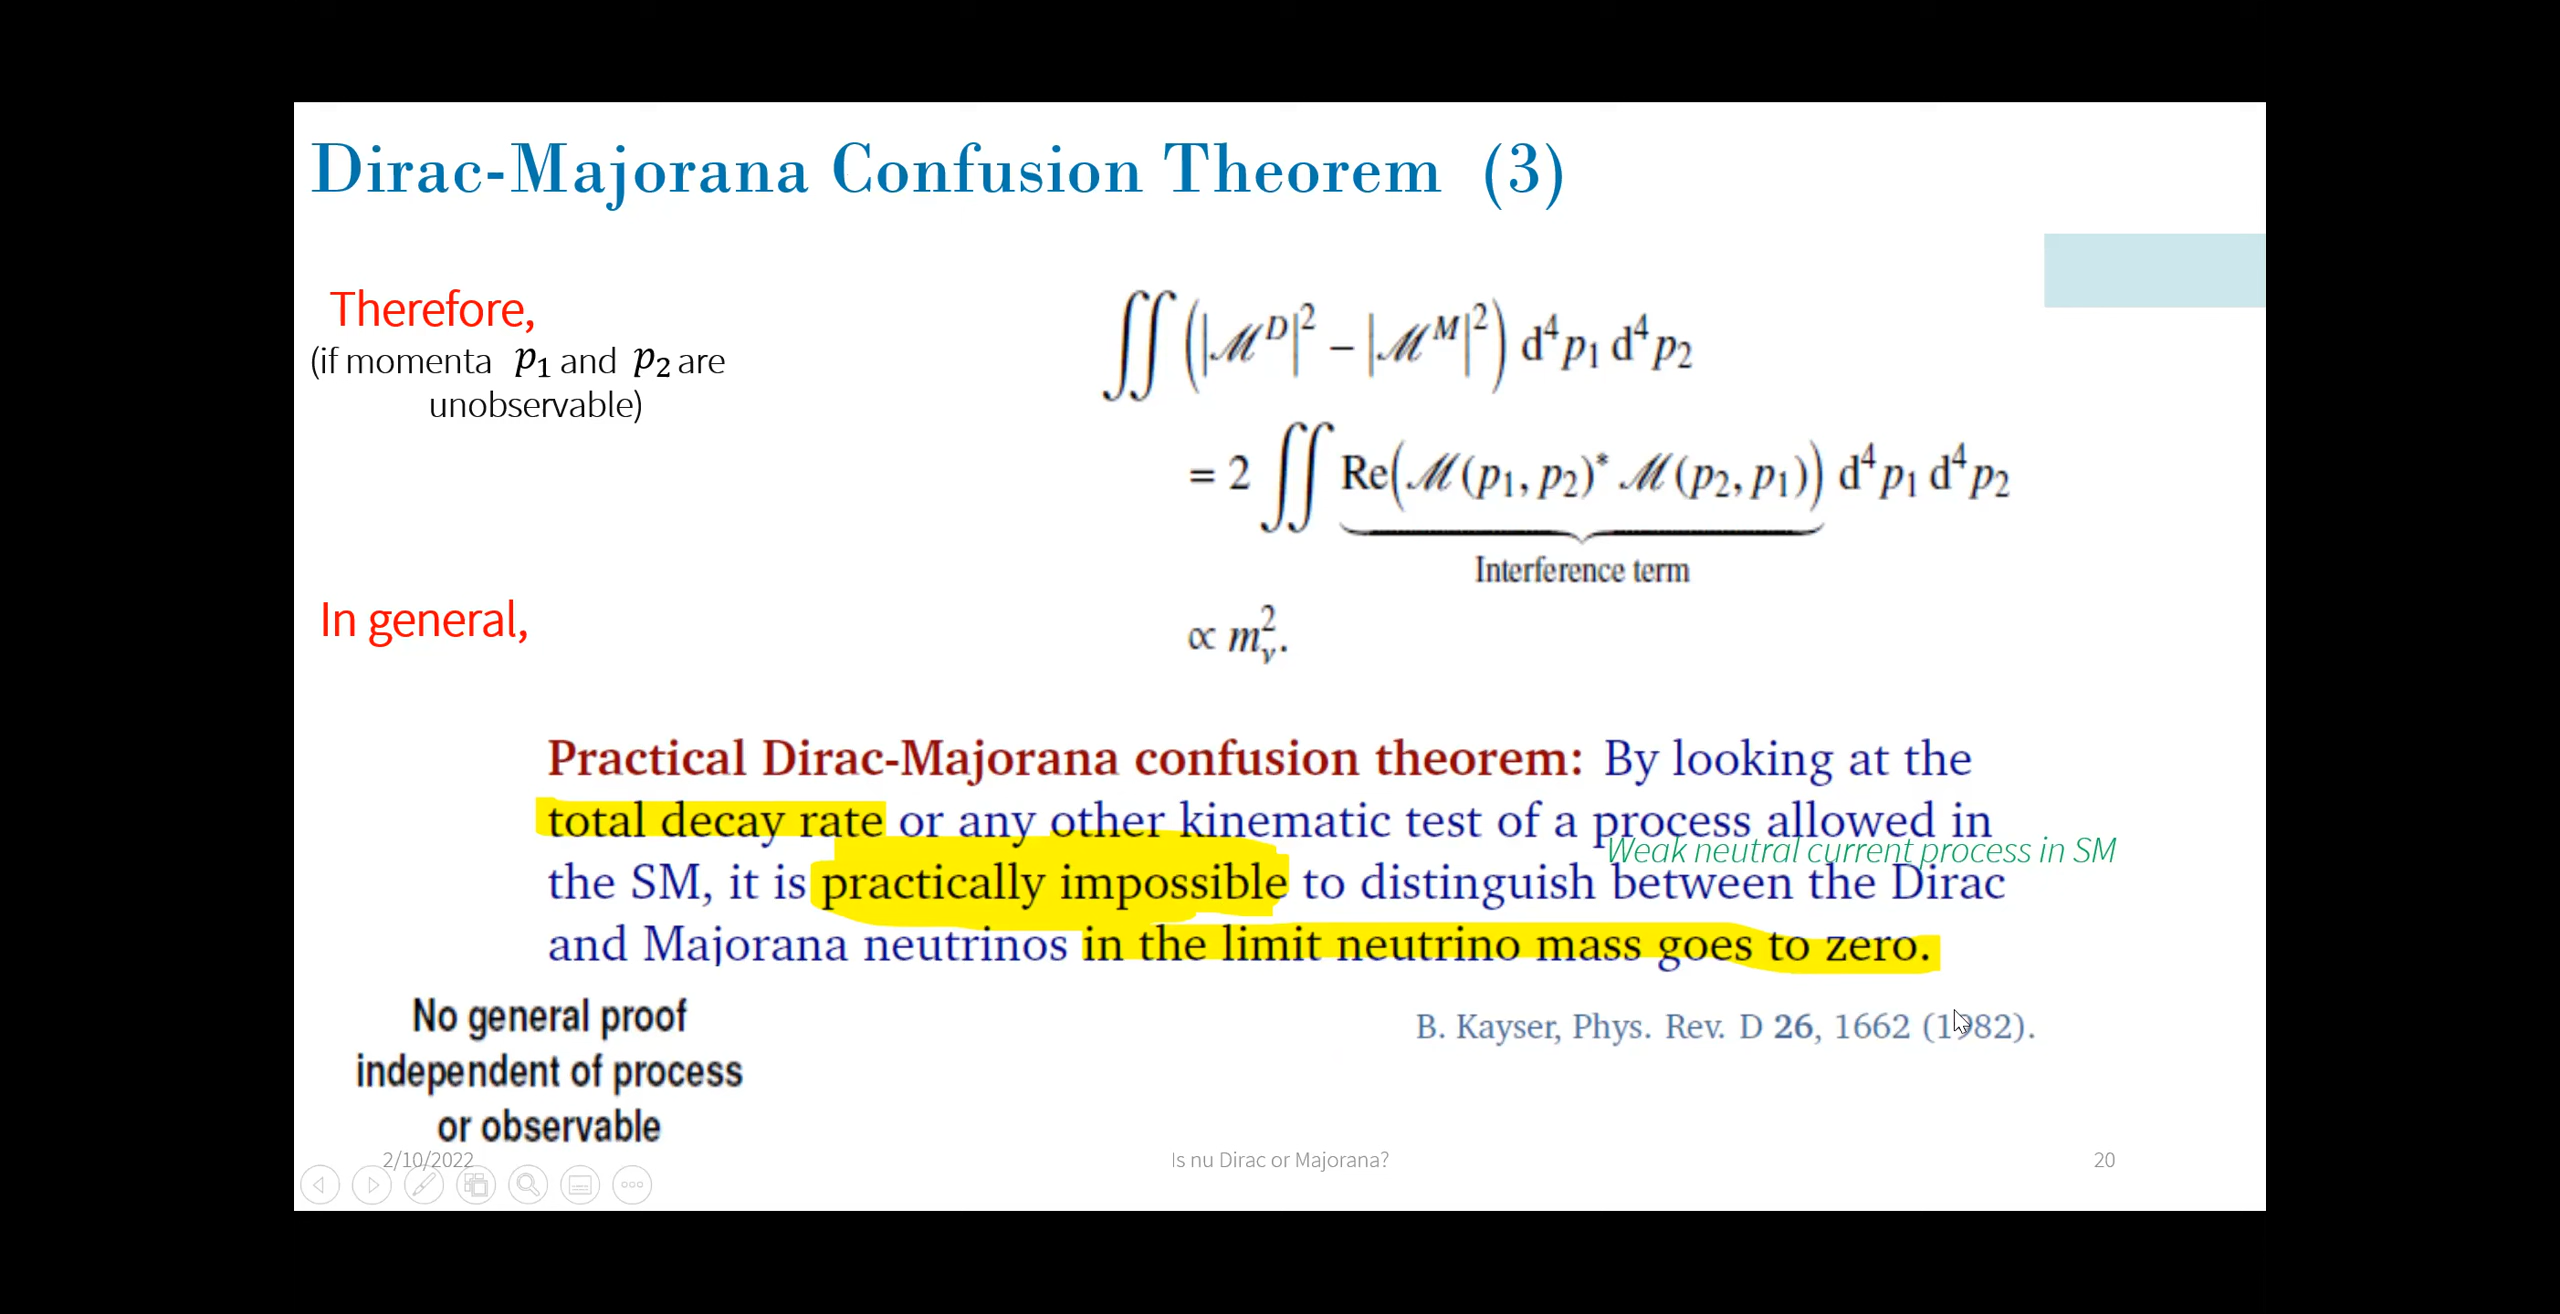 Dirac-Majorana Confusion Theorem (3)
Therefore,
(if momenta p₁ and p₂ are
unobservable)
∬ (|ℳᴰ|² − |ℳᴹ|²) d⁴p₁ d⁴p₂
= 2 ∬ Re(ℳ(p₁, p₂)* ℳ(p₂, p₁)) d⁴p₁ d⁴p₂
Interference term
In general,
∝ m²ᵥ.
Practical Dirac-Majorana confusion theorem: By looking at the
total decay rate or any other kinematic test of a process allowed in
Weak neutral current process in SM
the SM, it is practically impossible to distinguish between the Dirac
and Majorana neutrinos in the limit neutrino mass goes to zero.
No general proof
independent of process
or observable
B. Kayser, Phys. Rev. D 26, 1662 (1982).
2/10/2022
Is nu Dirac or Majorana?
20